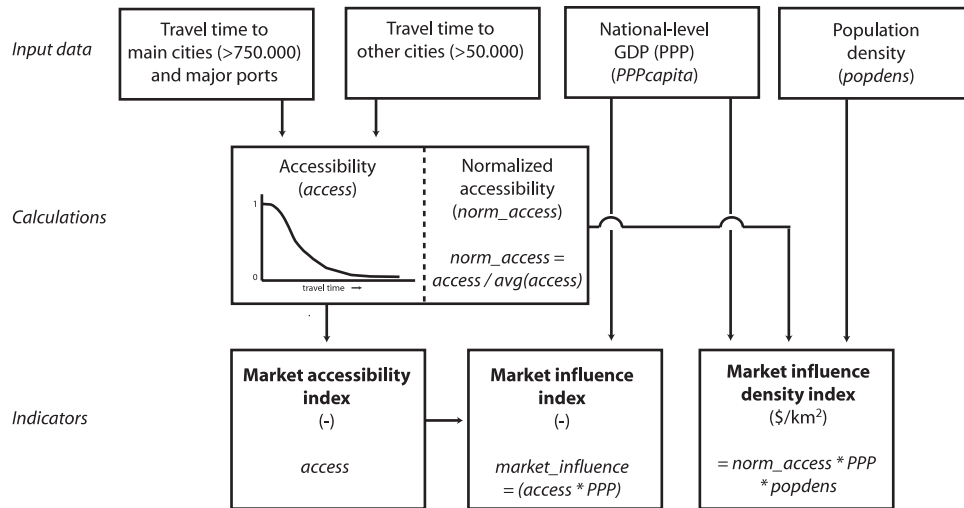 Input data
Travel time to
main cities (>750.000)
and major ports
Travel time to
other cities (>50.000)
National-level
GDP (PPP)
(PPPcapita)
Population
density
(popdens)
Calculations
Accessibility
(access)
1
0
travel time →
Normalized
accessibility
(norm_access)
norm_access =
access / avg(access)
Indicators
Market accessibility
index
(-)
access
Market influence
index
(-)
market_influence
= (access * PPP)
Market influence
density index
($/km²)
= norm_access * PPP
* popdens